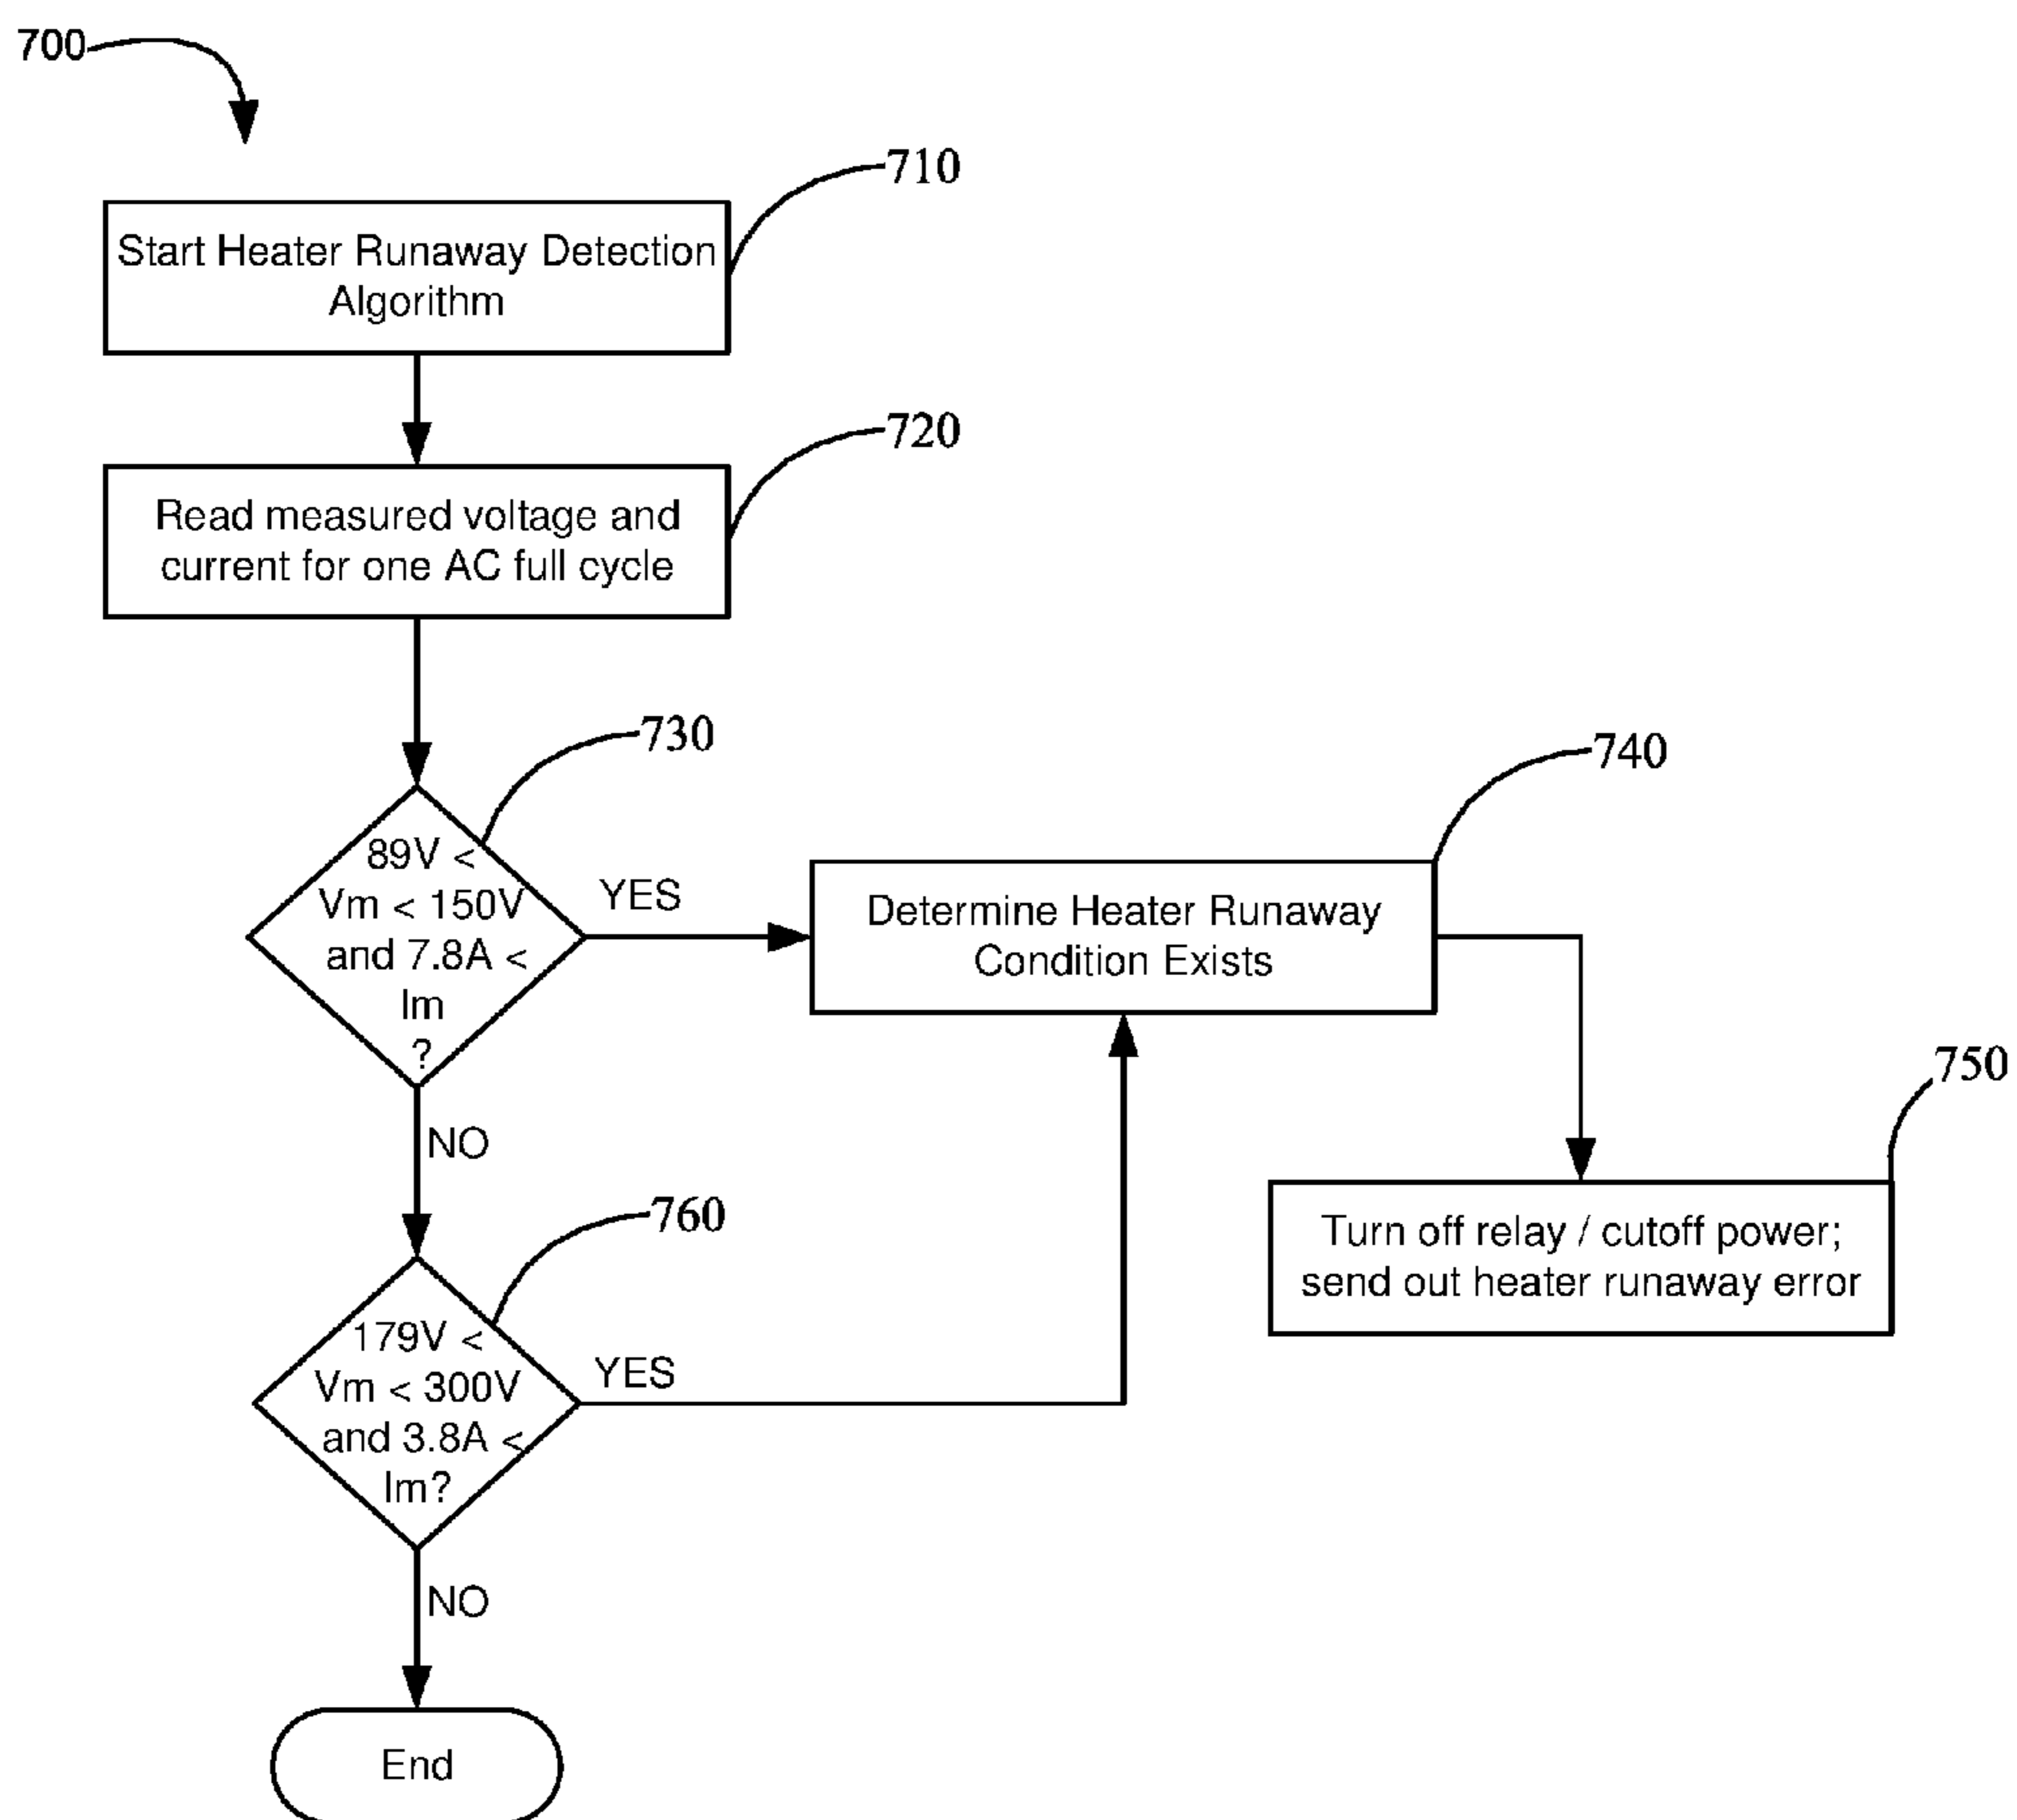 700
710
Start Heater Runaway Detection
Algorithm
720
Read measured voltage and
current for one AC full cycle
730
89V <
Vm < 150V
and 7.8A <
Im
?
YES
NO
740
Determine Heater Runaway
Condition Exists
750
Turn off relay / cutoff power;
send out heater runaway error
760
179V <
Vm < 300V
and 3.8A <
Im?
YES
NO
End